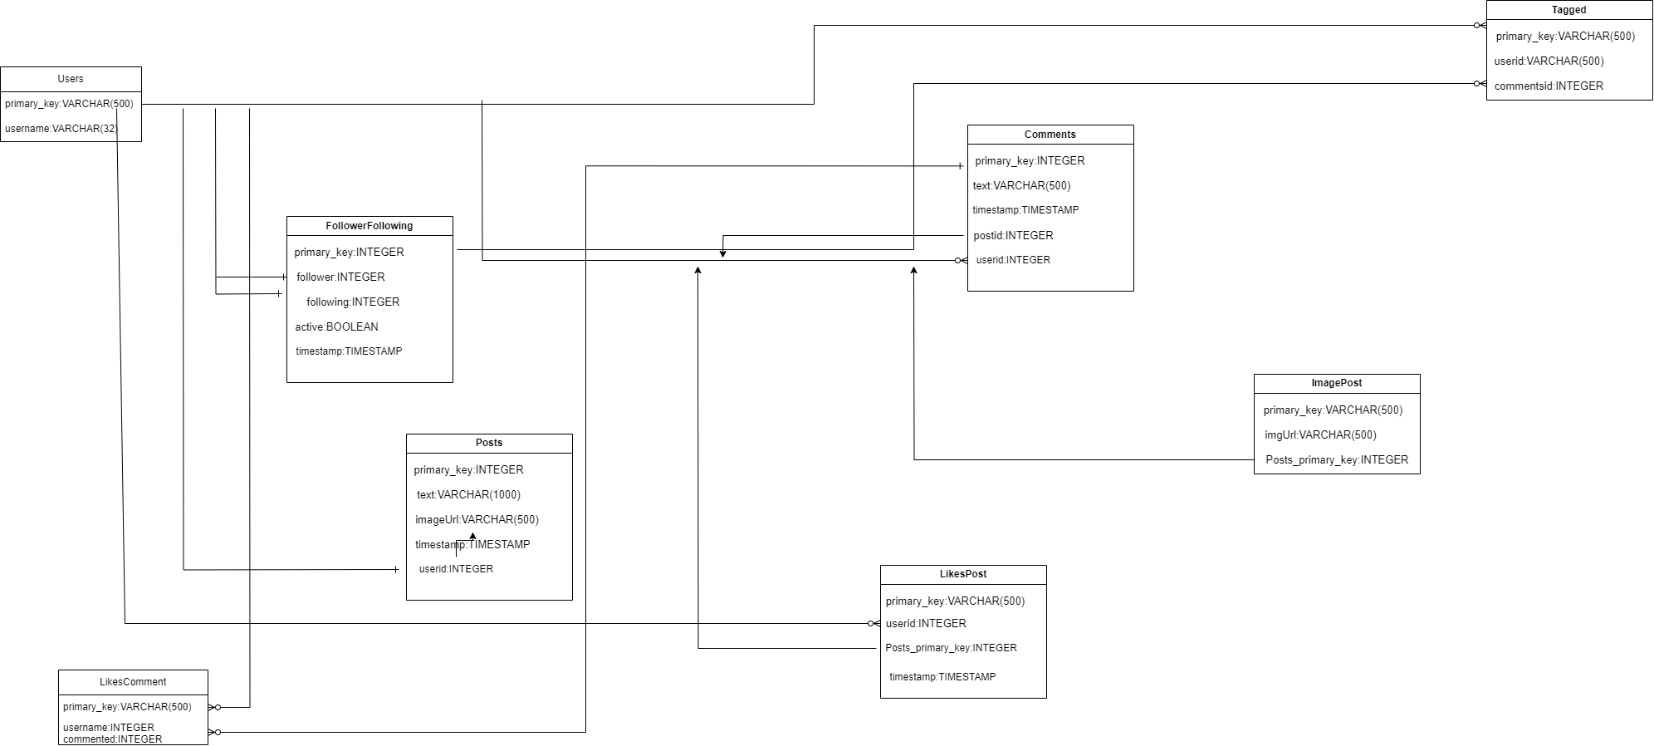 Tagged
primary_key:VARCHAR(500)
userid:VARCHAR(500)
commentsid:INTEGER
Users
primary_key:VARCHAR(500)
username:VARCHAR(32)
Comments
primary_key:INTEGER
text:VARCHAR(500)
timestamp:TIMESTAMP
postid:INTEGER
userid:INTEGER
FollowerFollowing
primary_key:INTEGER
follower:INTEGER
following:INTEGER
active:BOOLEAN
timestamp:TIMESTAMP
ImagePost
primary_key:VARCHAR(500)
imgUrl:VARCHAR(500)
Posts_primary_key:INTEGER
Posts
primary_key:INTEGER
text:VARCHAR(1000)
imageUrl:VARCHAR(500)
timestamp:TIMESTAMP
userid:INTEGER
LikesPost
primary_key:VARCHAR(500)
userid:INTEGER
Posts_primary_key:INTEGER
timestamp:TIMESTAMP
LikesComment
primary_key:VARCHAR(500)
username:INTEGER
commented:INTEGER